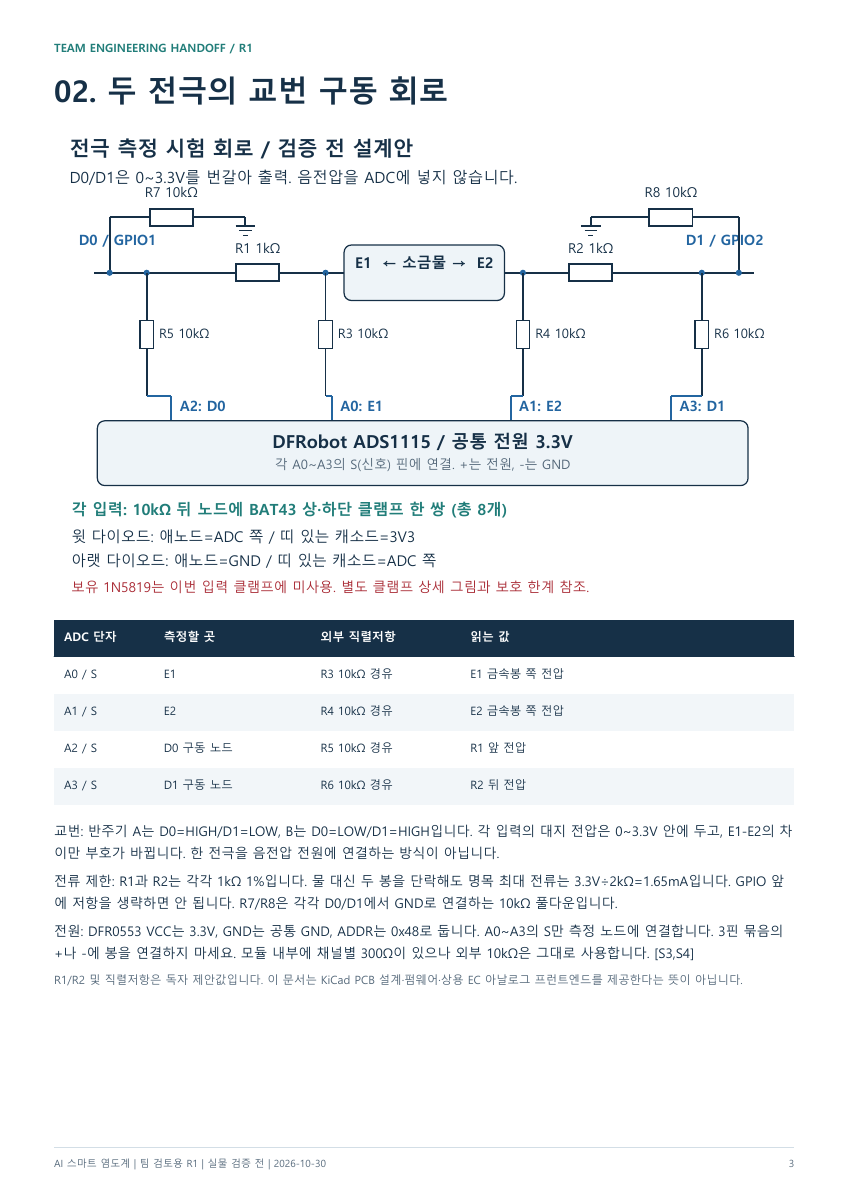 TEAM ENGINEERING HANDOFF / R1
02. 두 전극의 교번 구동 회로
전극 측정 시험 회로 / 검증 전 설계안
D0/D1은 0~3.3V를 번갈아 출력. 음전압을 ADC에 넣지 않습니다.
R7 10kΩ
R8 10kΩ
D0 / GPIO1
D1 / GPIO2
R1 1kΩ
R2 1kΩ
E1 ← 소금물 → E2
R5 10kΩ
R3 10kΩ
R4 10kΩ
R6 10kΩ
A2: D0
A0: E1
A1: E2
A3: D1
DFRobot ADS1115 / 공통 전원 3.3V
각 A0~A3의 S(신호) 핀에 연결. +는 전원, -는 GND
각 입력: 10kΩ 뒤 노드에 BAT43 상·하단 클램프 한 쌍 (총 8개)
윗 다이오드: 애노드=ADC 쪽 / 띠 있는 캐소드=3V3
아랫 다이오드: 애노드=GND / 띠 있는 캐소드=ADC 쪽
보유 1N5819는 이번 입력 클램프에 미사용. 별도 클램프 상세 그림과 보호 한계 참조.
ADC 단자 측정할 곳 외부 직렬저항 읽는 값
A0 / S E1 R3 10kΩ 경유 E1 금속봉 쪽 전압
A1 / S E2 R4 10kΩ 경유 E2 금속봉 쪽 전압
A2 / S D0 구동 노드 R5 10kΩ 경유 R1 앞 전압
A3 / S D1 구동 노드 R6 10kΩ 경유 R2 뒤 전압
교번: 반주기 A는 D0=HIGH/D1=LOW, B는 D0=LOW/D1=HIGH입니다. 각 입력의 대지 전압은 0~3.3V 안에 두고, E1-E2의 차
이만 부호가 바뀝니다. 한 전극을 음전압 전원에 연결하는 방식이 아닙니다.
전류 제한: R1과 R2는 각각 1kΩ 1%입니다. 물 대신 두 봉을 단락해도 명목 최대 전류는 3.3V÷2kΩ=1.65mA입니다. GPIO 앞
에 저항을 생략하면 안 됩니다. R7/R8은 각각 D0/D1에서 GND로 연결하는 10kΩ 풀다운입니다.
전원: DFR0553 VCC는 3.3V, GND는 공통 GND, ADDR는 0x48로 둡니다. A0~A3의 S만 측정 노드에 연결합니다. 3핀 묶음의
+나 -에 봉을 연결하지 마세요. 모듈 내부에 채널별 300Ω이 있으나 외부 10kΩ은 그대로 사용합니다. [S3,S4]
R1/R2 및 직렬저항은 독자 제안값입니다. 이 문서는 KiCad PCB 설계·펌웨어·상용 EC 아날로그 프런트엔드를 제공한다는 뜻이 아닙니다.
AI 스마트 염도계 | 팀 검토용 R1 | 실물 검증 전 | 2026-10-30
3